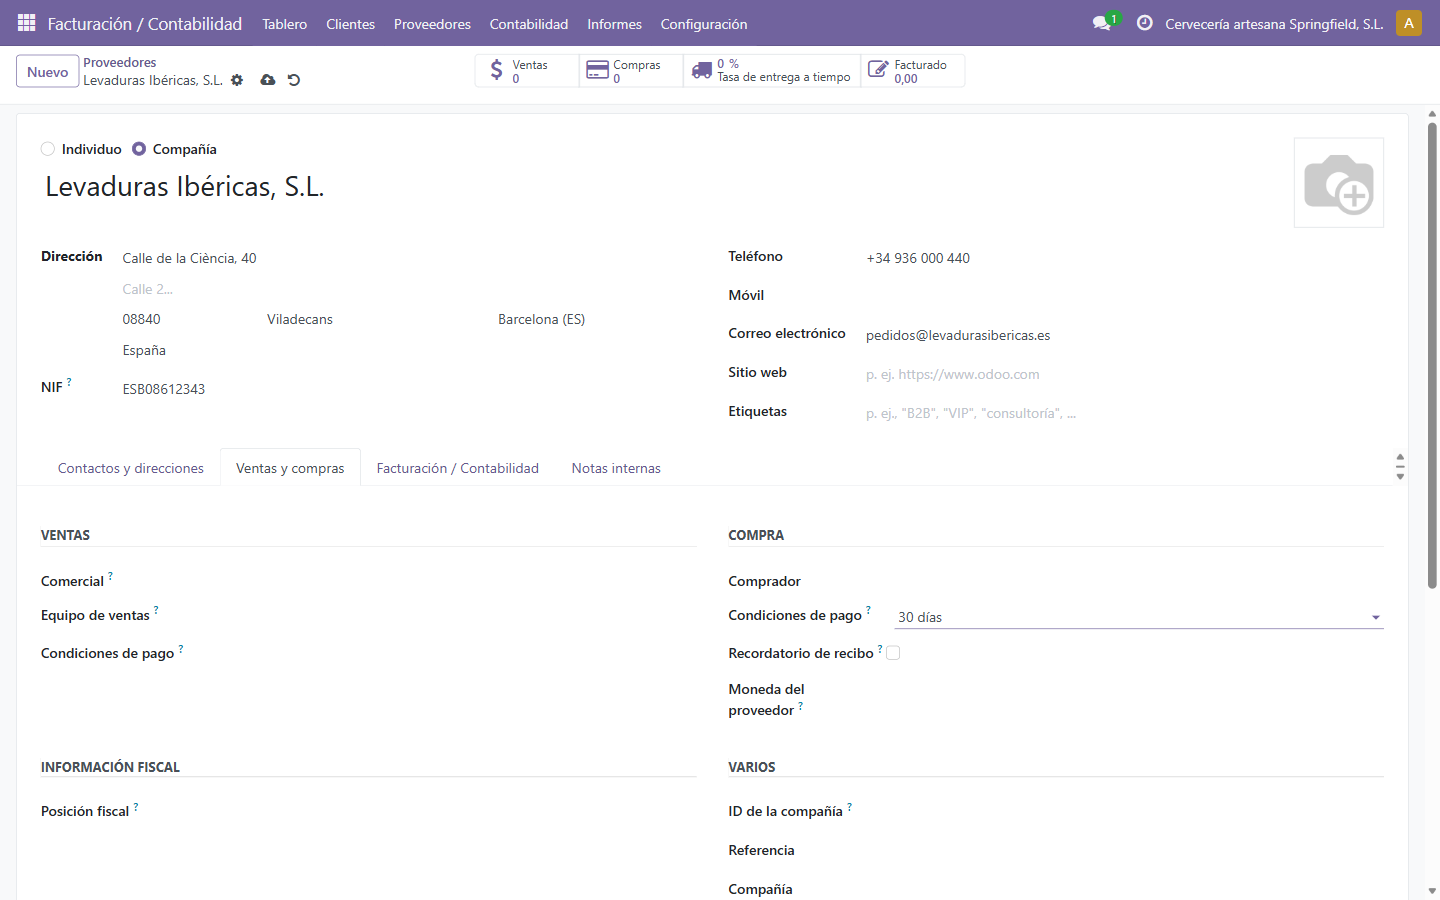 Facturación / Contabilidad Tablero Clientes Proveedores Contabilidad Informes Configuración 1 Cervecería artesana Springfield, S.L. A
Nuevo Proveedores
Levaduras Ibéricas, S.L.
Ventas 0
Compras 0
0 % Tasa de entrega a tiempo
Facturado 0,00
Individuo Compañía
Levaduras Ibéricas, S.L.
Dirección Calle de la Ciència, 40
Calle 2...
08840 Viladecans Barcelona (ES)
España
NIF ? ESB08612343
Teléfono +34 936 000 440
Móvil
Correo electrónico pedidos@levadurasibericas.es
Sitio web p. ej. https://www.odoo.com
Etiquetas p. ej., "B2B", "VIP", "consultoría", ...
Contactos y direcciones Ventas y compras Facturación / Contabilidad Notas internas
VENTAS
Comercial ?
Equipo de ventas ?
Condiciones de pago ?
COMPRA
Comprador
Condiciones de pago ? 30 días
Recordatorio de recibo ?
Moneda del
proveedor ?
INFORMACIÓN FISCAL
Posición fiscal ?
VARIOS
ID de la compañía ?
Referencia
Compañía